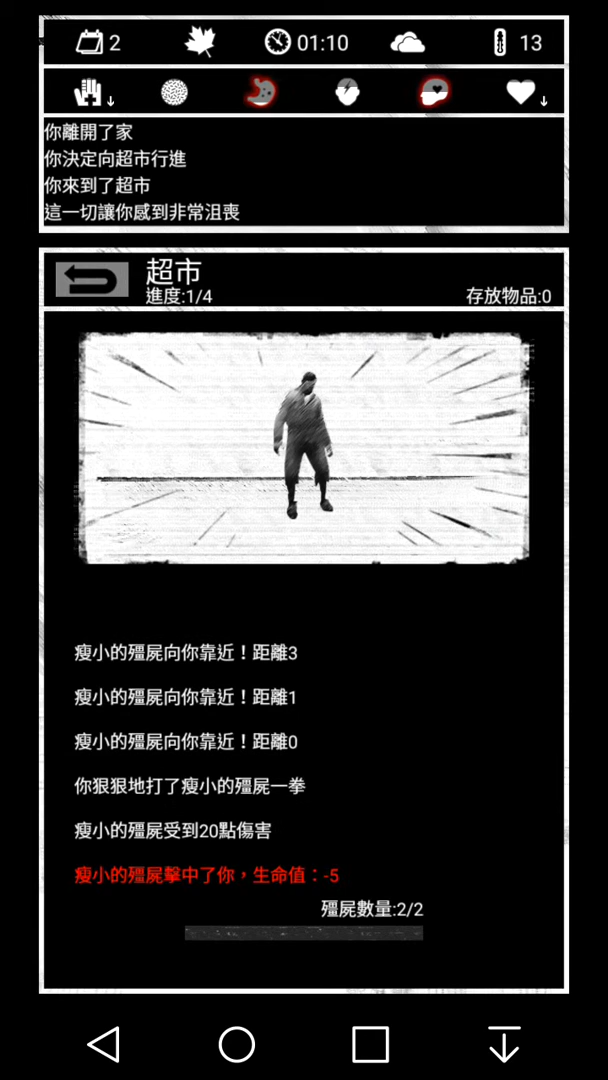 2
01:10
13
你離開了家
你決定向超市行進
你來到了超市
這一切讓你感到非常沮喪
超市
進度:1/4
存放物品:0
瘦小的殭屍向你靠近！距離3
瘦小的殭屍向你靠近！距離1
瘦小的殭屍向你靠近！距離0
你狠狠地打了瘦小的殭屍一拳
瘦小的殭屍受到20點傷害
瘦小的殭屍擊中了你，生命值：-5
殭屍數量:2/2